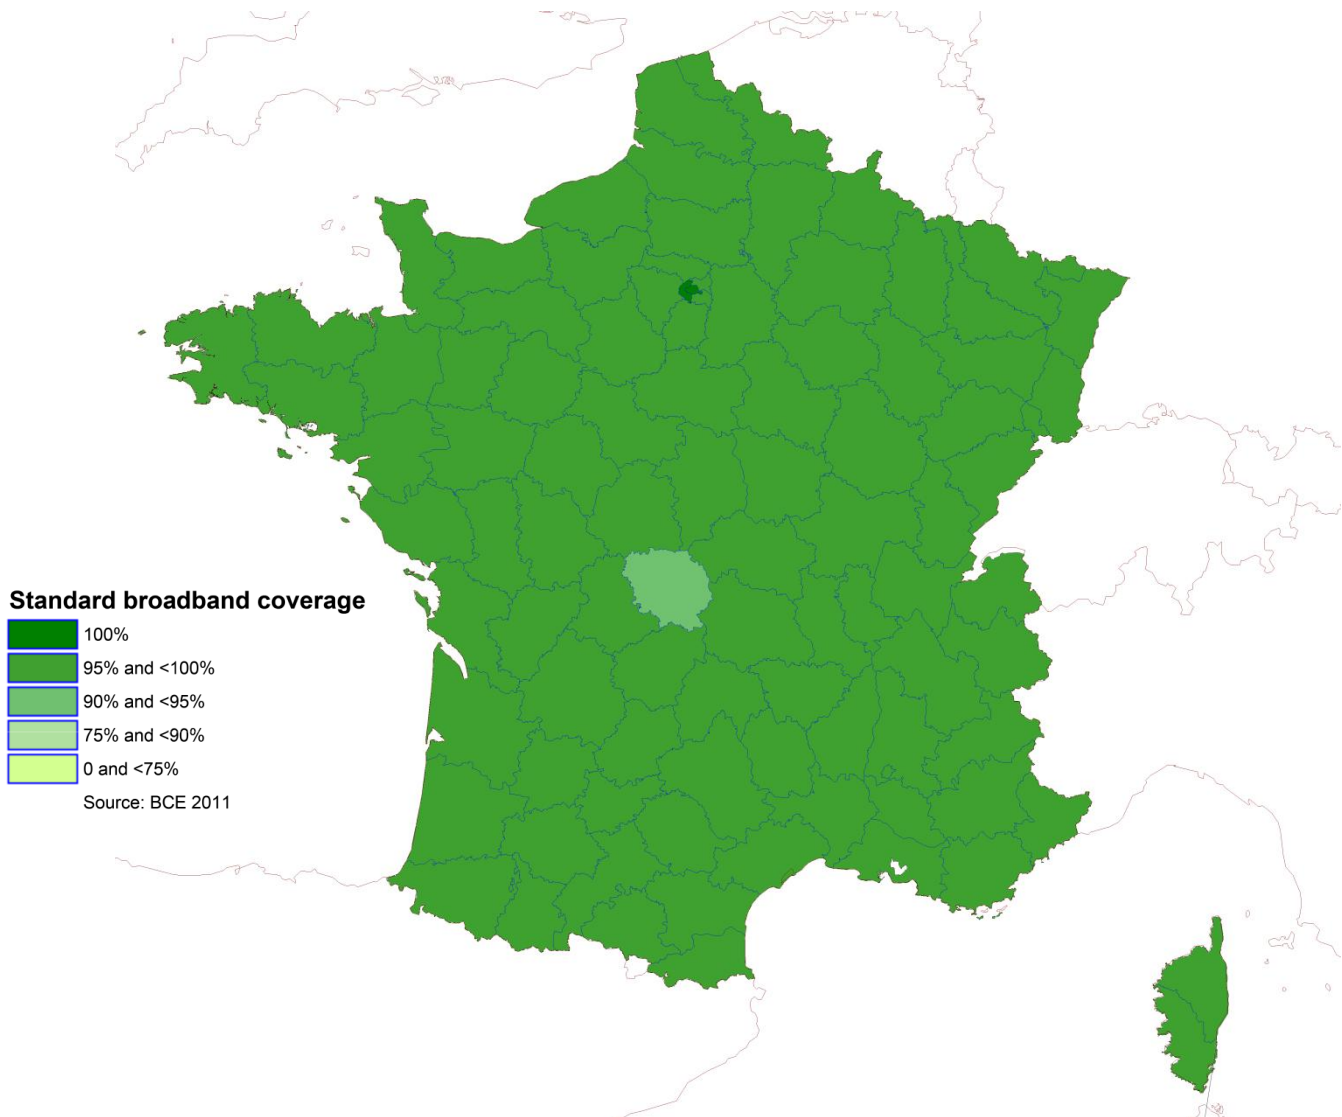 Standard broadband coverage
100%
95% and <100%
90% and <95%
75% and <90%
0 and <75%
Source: BCE 2011